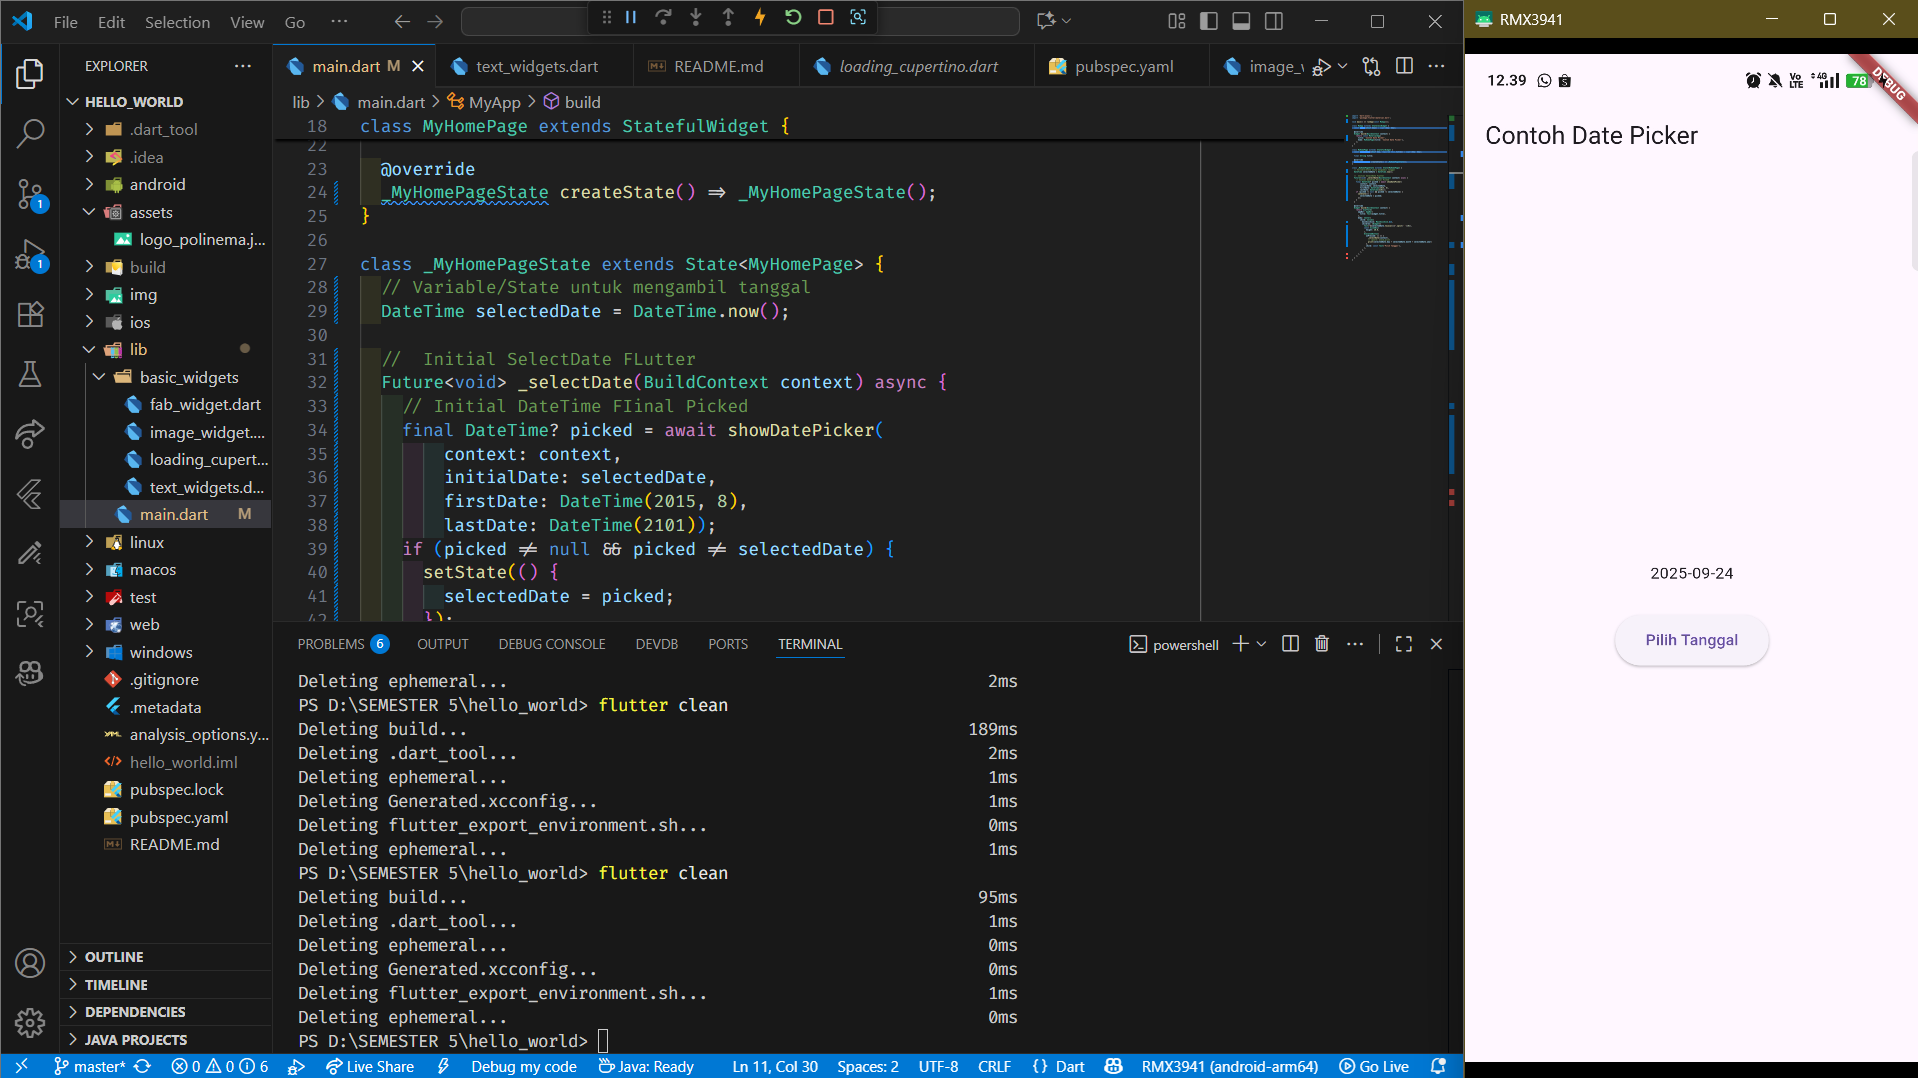 File Edit Selection View Go ···
EXPLORER
HELLO_WORLD
.dart_tool
.idea
android
assets
logo_polinema.j...
build
img
ios
lib
basic_widgets
fab_widget.dart
image_widget....
loading_cupert...
text_widgets.d...
main.dart M
linux
macos
test
web
windows
.gitignore
.metadata
analysis_options.y...
hello_world.iml
pubspec.lock
pubspec.yaml
README.md
OUTLINE
TIMELINE
DEPENDENCIES
JAVA PROJECTS
1
1
main.dart M
text_widgets.dart
README.md
loading_cupertino.dart
pubspec.yaml
image_
lib > main.dart > MyApp > build
18 class MyHomePage extends StatefulWidget {
22
23 @override
24 _MyHomePageState createState() => _MyHomePageState();
25 }
26
27 class _MyHomePageState extends State<MyHomePage> {
28 // Variable/State untuk mengambil tanggal
29 DateTime selectedDate = DateTime.now();
30
31 //  Initial SelectDate FLutter
32 Future<void> _selectDate(BuildContext context) async {
33 // Initial DateTime FIinal Picked
34 final DateTime? picked = await showDatePicker(
35 context: context,
36 initialDate: selectedDate,
37 firstDate: DateTime(2015, 8),
38 lastDate: DateTime(2101));
39 if (picked != null && picked != selectedDate) {
40 setState(() {
41 selectedDate = picked;
42 });
PROBLEMS 6 OUTPUT DEBUG CONSOLE DEVDB PORTS TERMINAL
powershell
Deleting ephemeral... 2ms
PS D:\SEMESTER 5\hello_world> flutter clean
Deleting build... 189ms
Deleting .dart_tool... 2ms
Deleting ephemeral... 1ms
Deleting Generated.xcconfig... 1ms
Deleting flutter_export_environment.sh... 0ms
Deleting ephemeral... 1ms
PS D:\SEMESTER 5\hello_world> flutter clean
Deleting build... 95ms
Deleting .dart_tool... 1ms
Deleting ephemeral... 0ms
Deleting Generated.xcconfig... 0ms
Deleting flutter_export_environment.sh... 1ms
Deleting ephemeral... 0ms
PS D:\SEMESTER 5\hello_world>
master* 0 0 6 Live Share Debug my code Java: Ready Ln 11, Col 30 Spaces: 2 UTF-8 CRLF {} Dart RMX3941 (android-arm64) Go Live
RMX3941
12.39 Vo LTE 4G 78
DEBUG
Contoh Date Picker
2025-09-24
Pilih Tanggal